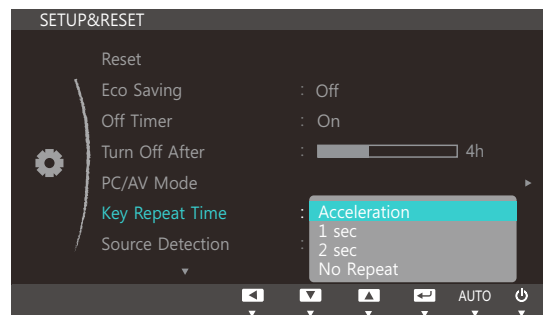 SETUP&RESET
Reset
Eco Saving : Off
Off Timer : On
Turn Off After : 4h
PC/AV Mode
Key Repeat Time : Acceleration
1 sec
Source Detection :
2 sec
No Repeat
AUTO